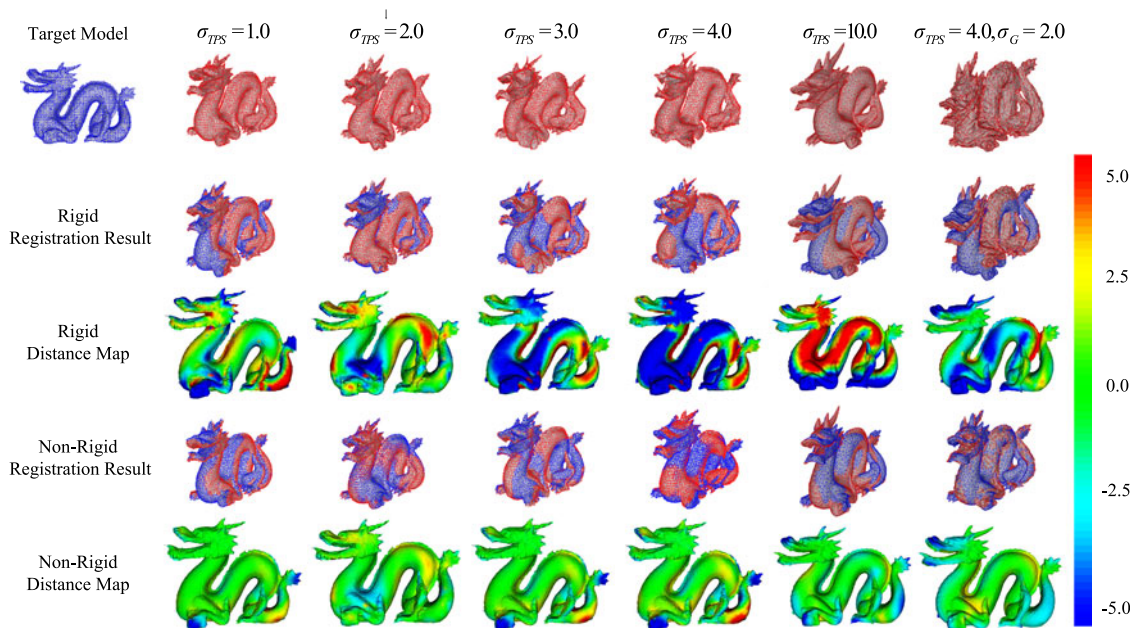 Target Model
σTPS = 1.0
σTPS = 2.0
σTPS = 3.0
σTPS = 4.0
σTPS = 10.0
σTPS = 4.0, σG = 2.0
Rigid
Registration Result
Rigid
Distance Map
Non-Rigid
Registration Result
Non-Rigid
Distance Map
5.0
2.5
0.0
-2.5
-5.0